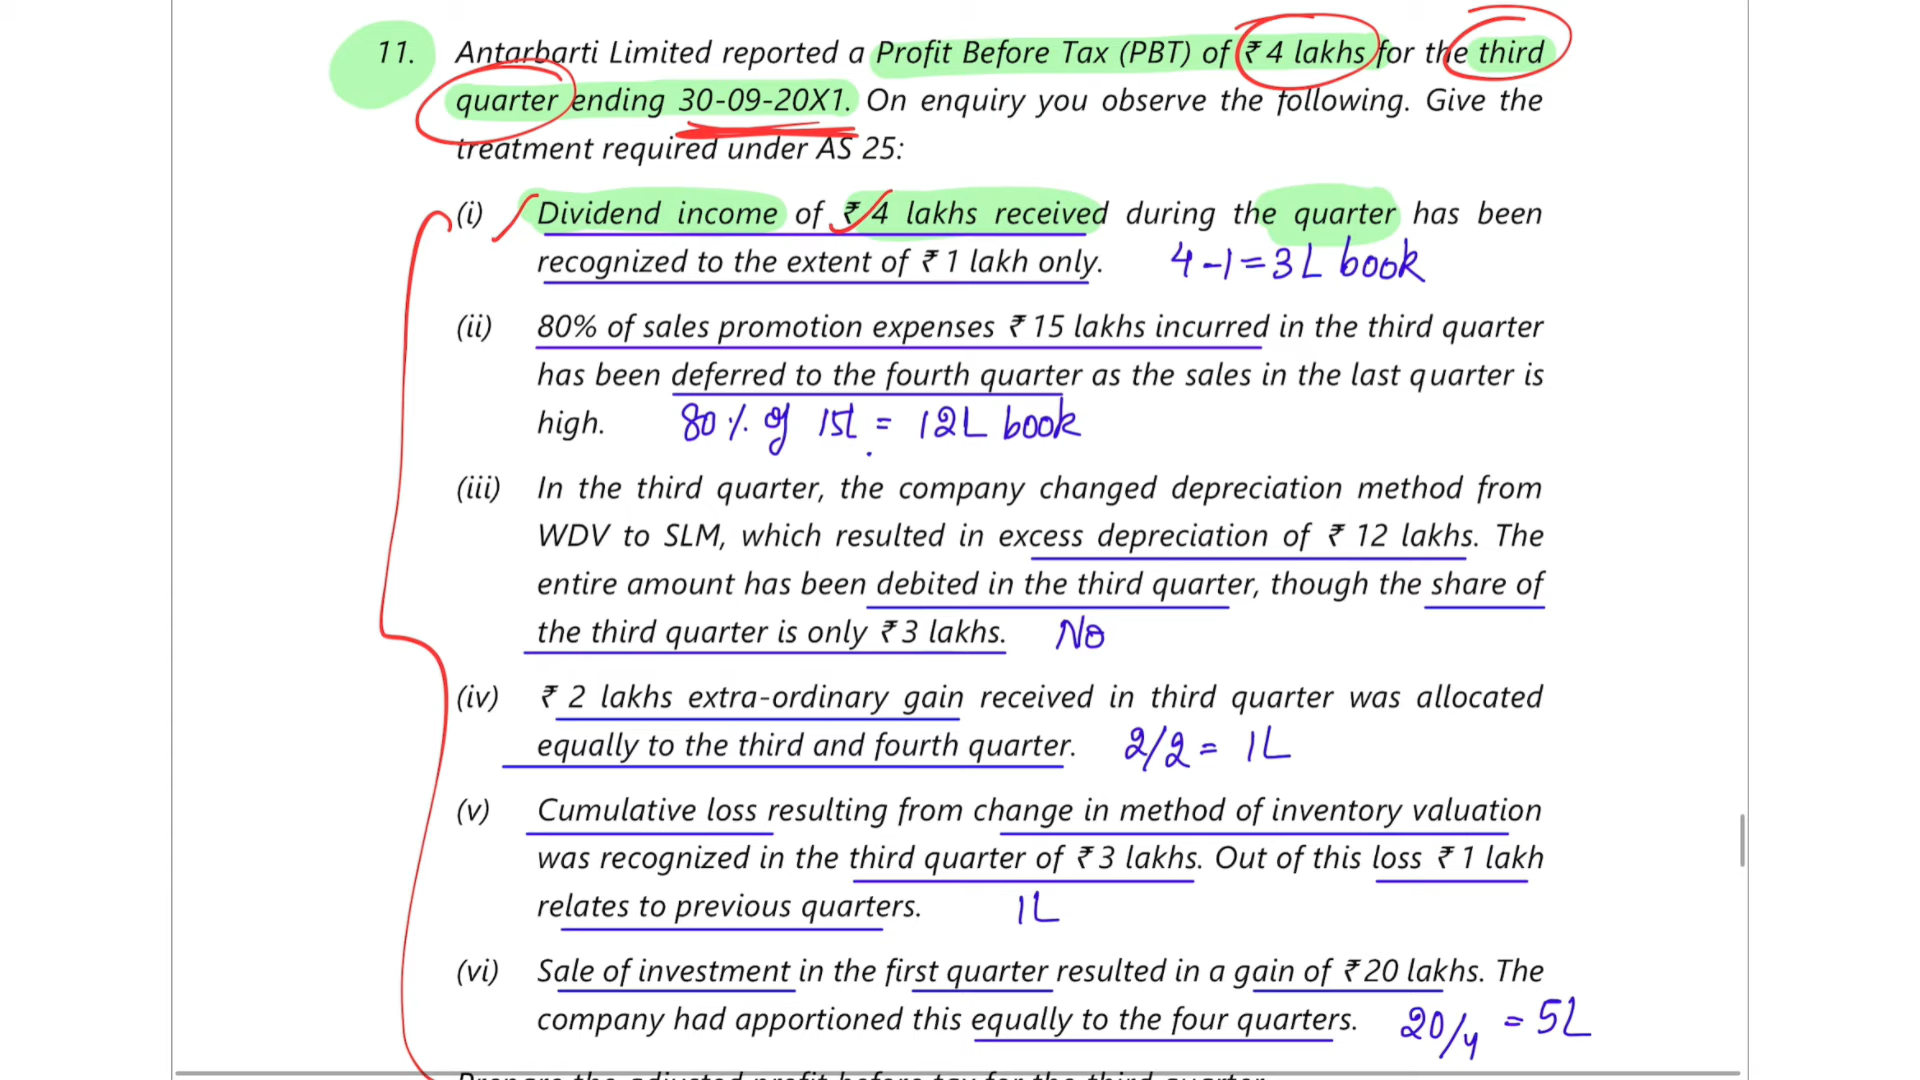 11. Antarbarti Limited reported a Profit Before Tax (PBT) of ₹ 4 lakhs for the third
quarter ending 30-09-20X1. On enquiry you observe the following. Give the
treatment required under AS 25:
(i) Dividend income of ₹ 4 lakhs received during the quarter has been
recognized to the extent of ₹ 1 lakh only. 4-1=3L book
(ii) 80% of sales promotion expenses ₹ 15 lakhs incurred in the third quarter
has been deferred to the fourth quarter as the sales in the last quarter is
high. 80 % of 15L = 12L book
(iii) In the third quarter, the company changed depreciation method from
WDV to SLM, which resulted in excess depreciation of ₹ 12 lakhs. The
entire amount has been debited in the third quarter, though the share of
the third quarter is only ₹ 3 lakhs. No
(iv) ₹ 2 lakhs extra-ordinary gain received in third quarter was allocated
equally to the third and fourth quarter. 2/2 = 1L
(v) Cumulative loss resulting from change in method of inventory valuation
was recognized in the third quarter of ₹ 3 lakhs. Out of this loss ₹ 1 lakh
relates to previous quarters. 1L
(vi) Sale of investment in the first quarter resulted in a gain of ₹ 20 lakhs. The
company had apportioned this equally to the four quarters. 20/4 = 5L
Prepare the adjusted profit before tax for the third quarter.